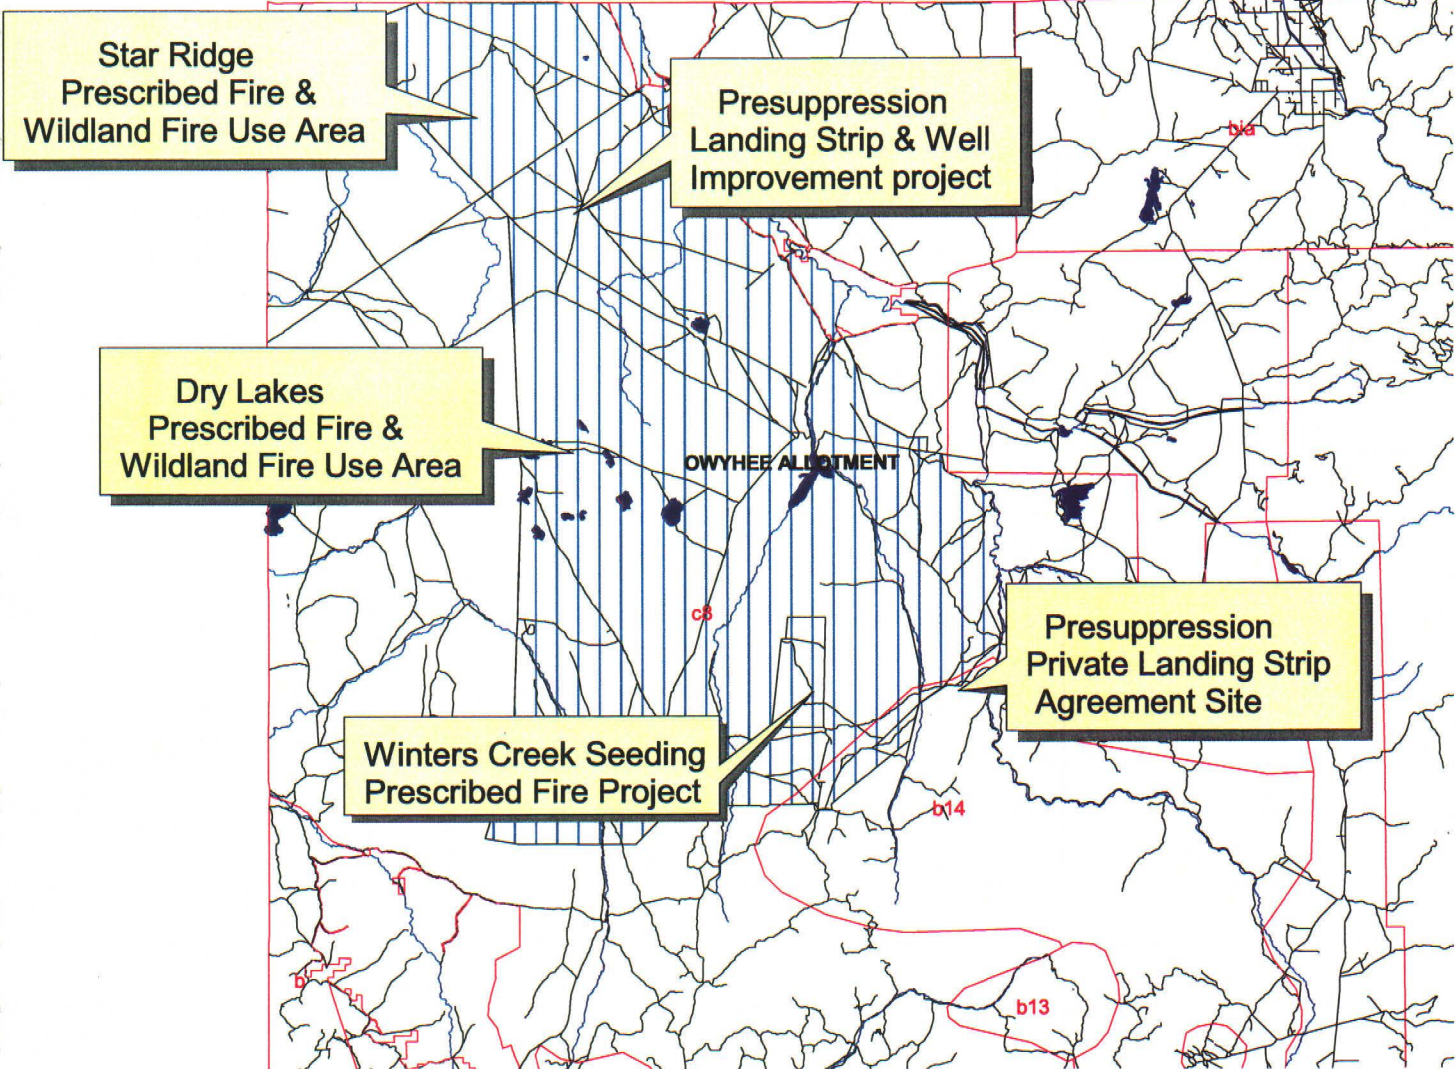 Star Ridge
Prescribed Fire &
Wildland Fire Use Area
Presuppression
Landing Strip & Well
Improvement project
bia
Dry Lakes
Prescribed Fire &
Wildland Fire Use Area
OWYHEE ALLOTMENT
c8
Presuppression
Private Landing Strip
Agreement Site
Winters Creek Seeding
Prescribed Fire Project
b14
b
b13